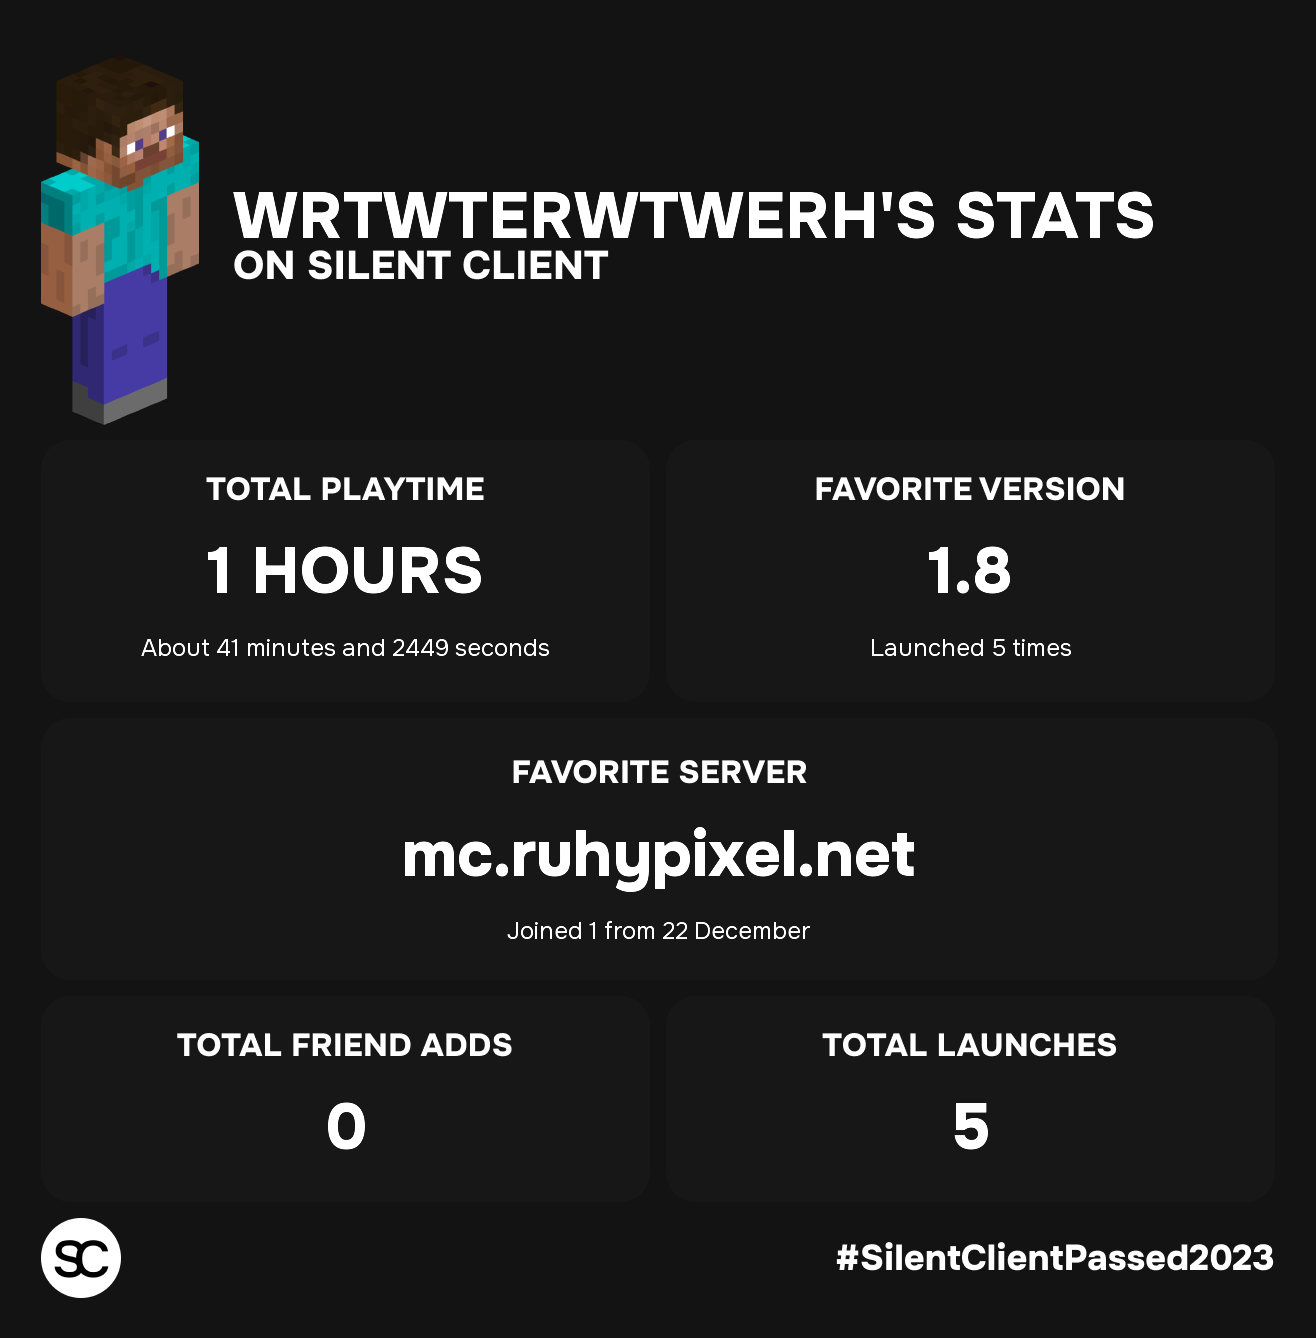 WRTWTERWTWERH'S STATS
ON SILENT CLIENT
TOTAL PLAYTIME
1 HOURS
About 41 minutes and 2449 seconds
FAVORITE VERSION
1.8
Launched 5 times
FAVORITE SERVER
mc.ruhypixel.net
Joined 1 from 22 December
TOTAL FRIEND ADDS
0
TOTAL LAUNCHES
5
SC
#SilentClientPassed2023